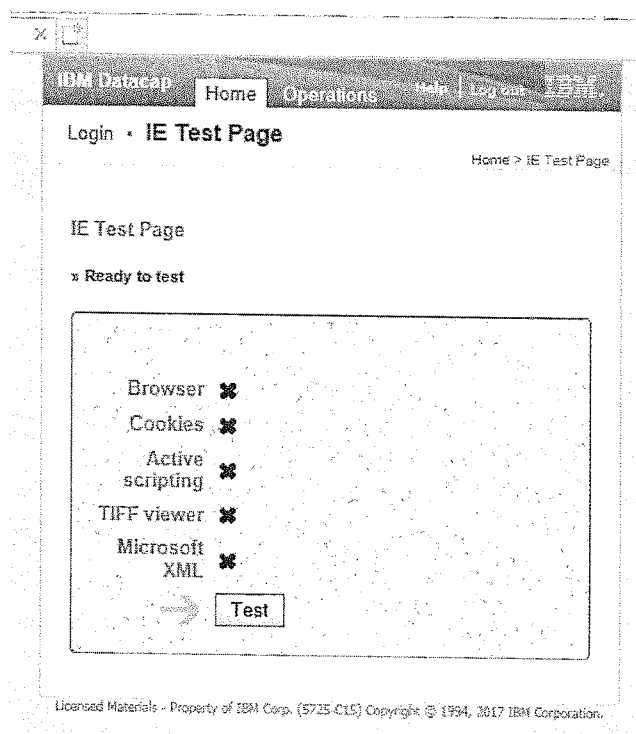 IBM Datacap Home Operations Help | Log out IBM.
Login • IE Test Page
Home > IE Test Page
IE Test Page
» Ready to test
Browser
Cookies
Active
scripting
TIFF viewer
Microsoft
XML
Test
Licensed Materials - Property of IBM Corp. (5725-C15) Copyright © 1994, 2017 IBM Corporation.